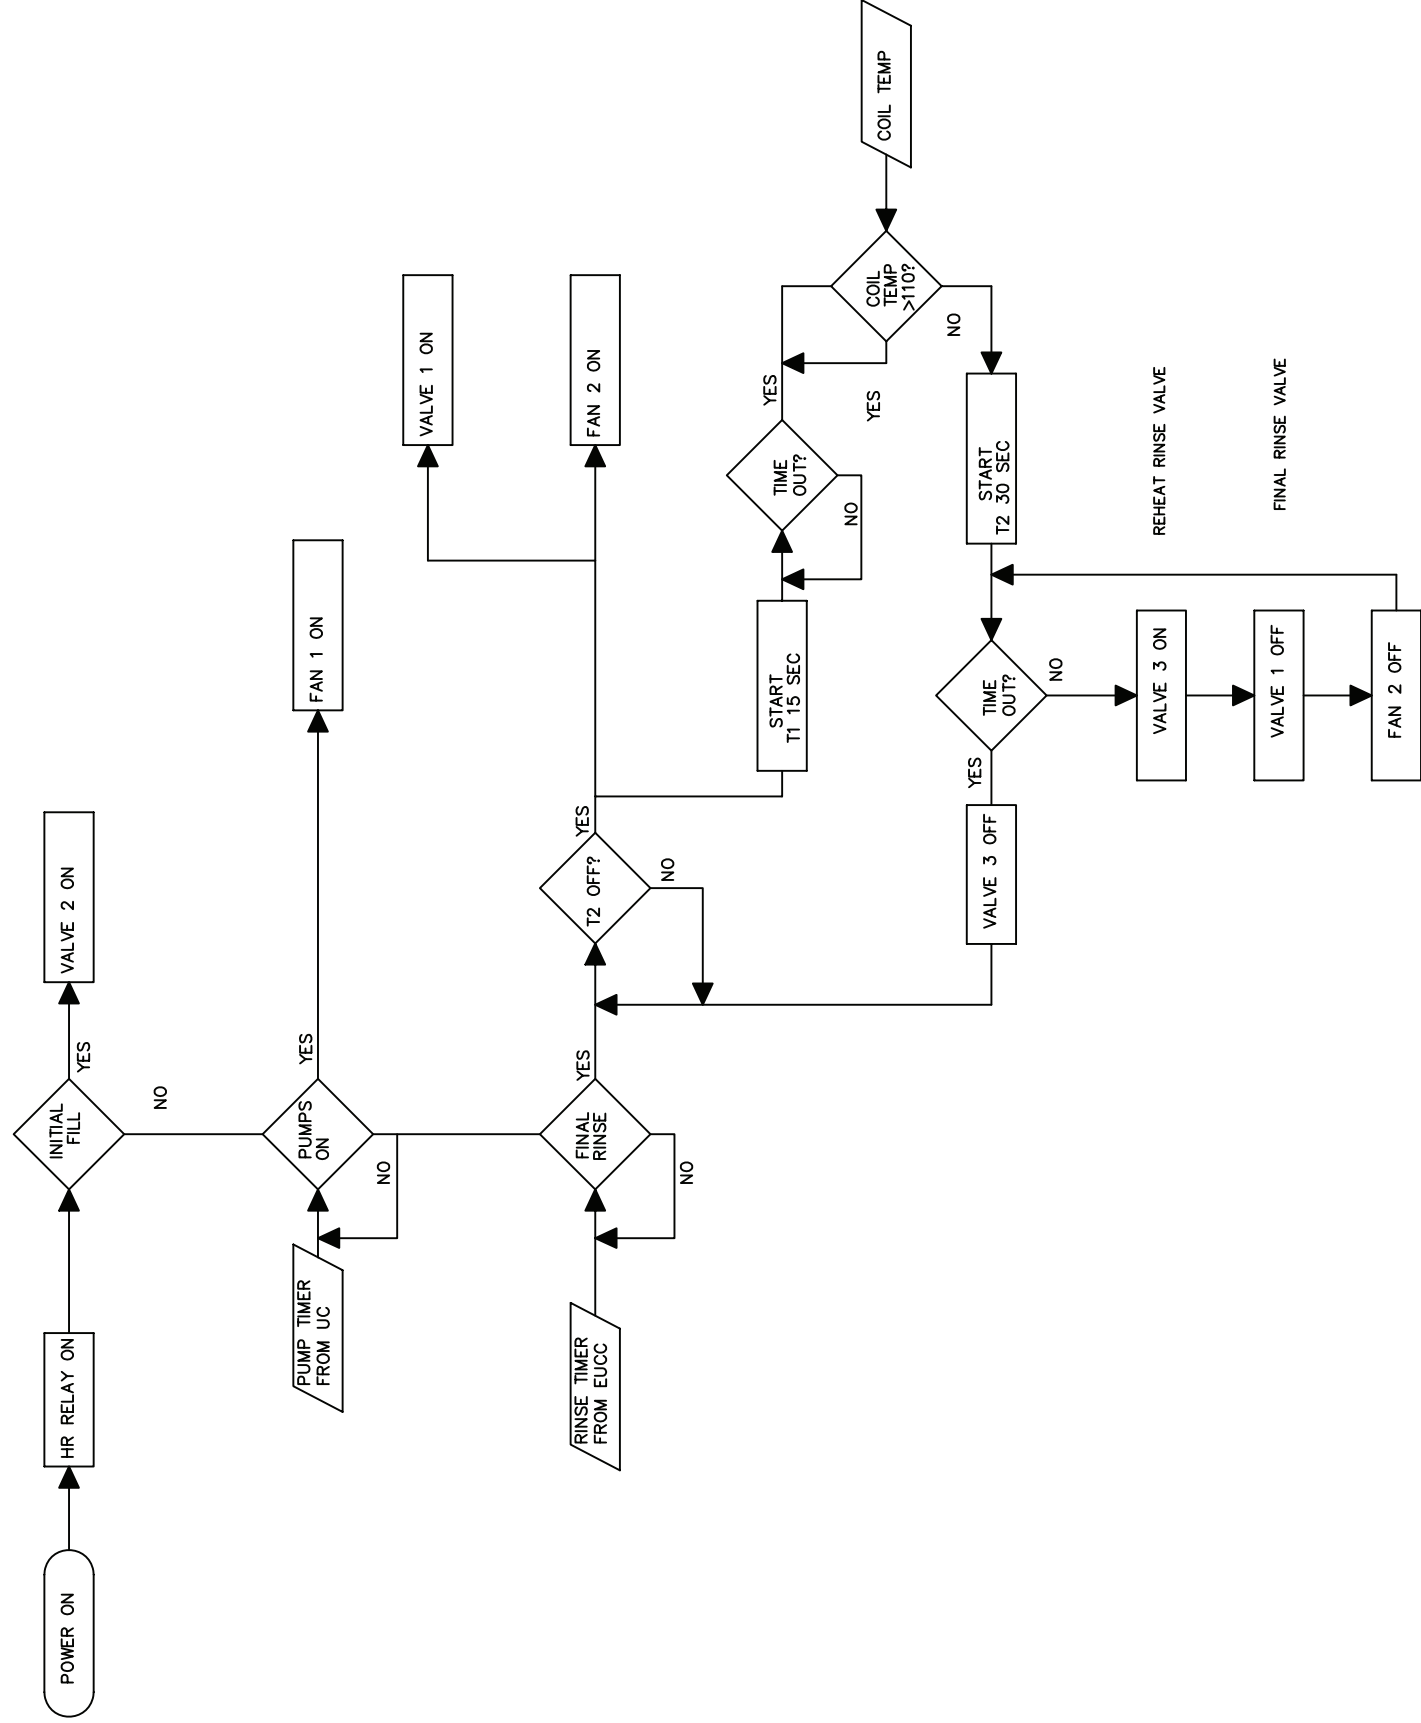 POWER ON
HR RELAY ON
INITIAL
FILL
YES
VALVE 2 ON
NO
PUMP TIMER
FROM UC
PUMPS
ON
YES
FAN 1 ON
NO
VALVE 1 ON
RINSE TIMER
FROM EUCC
FINAL
RINSE
YES
T2 OFF?
YES
FAN 2 ON
NO
NO
START
T1 15 SEC
TIME
OUT?
YES
NO
YES
COIL
TEMP
>110?
COIL TEMP
NO
VALVE 3 OFF
YES
TIME
OUT?
START
T2 30 SEC
NO
VALVE 3 ON
REHEAT RINSE VALVE
VALVE 1 OFF
FINAL RINSE VALVE
FAN 2 OFF